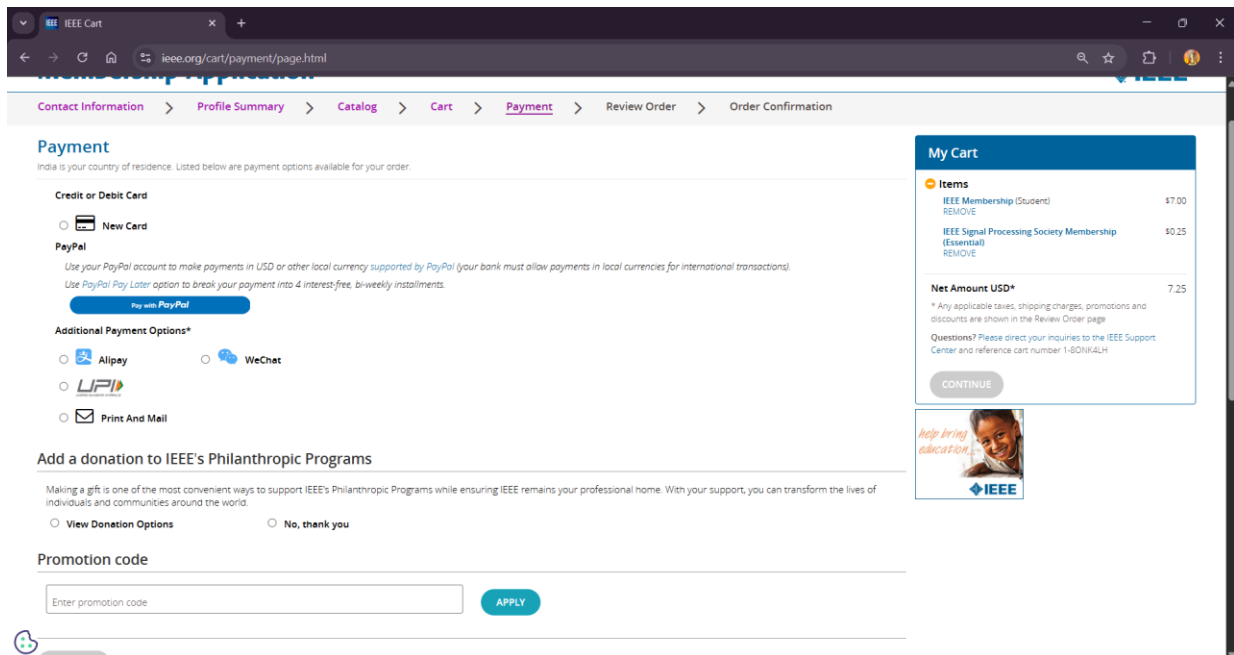 IEEE Cart
ieee.org/cart/payment/page.html
Membership Application
IEEE
Contact Information > Profile Summary > Catalog > Cart > Payment > Review Order > Order Confirmation
Payment
India is your country of residence. Listed below are payment options available for your order.
Credit or Debit Card
New Card
PayPal
Use your PayPal account to make payments in USD or other local currency supported by PayPal (your bank must allow payments in local currencies for international transactions).
Use PayPal Pay Later option to break your payment into 4 interest-free, bi-weekly installments.
Pay with PayPal
Additional Payment Options*
Alipay WeChat
UPI
Print And Mail
Add a donation to IEEE's Philanthropic Programs
Making a gift is one of the most convenient ways to support IEEE's Philanthropic Programs while ensuring IEEE remains your professional home. With your support, you can transform the lives of
individuals and communities around the world.
View Donation Options No, thank you
Promotion code
Enter promotion code APPLY
My Cart
Items
IEEE Membership (Student) $7.00
REMOVE
IEEE Signal Processing Society Membership $0.25
(Essential)
REMOVE
Net Amount USD* 7.25
* Any applicable taxes, shipping charges, promotions and
discounts are shown in the Review Order page
Questions? Please direct your inquiries to the IEEE Support
Center and reference cart number 1-8ONK4LH
CONTINUE
help bring
education...
IEEE